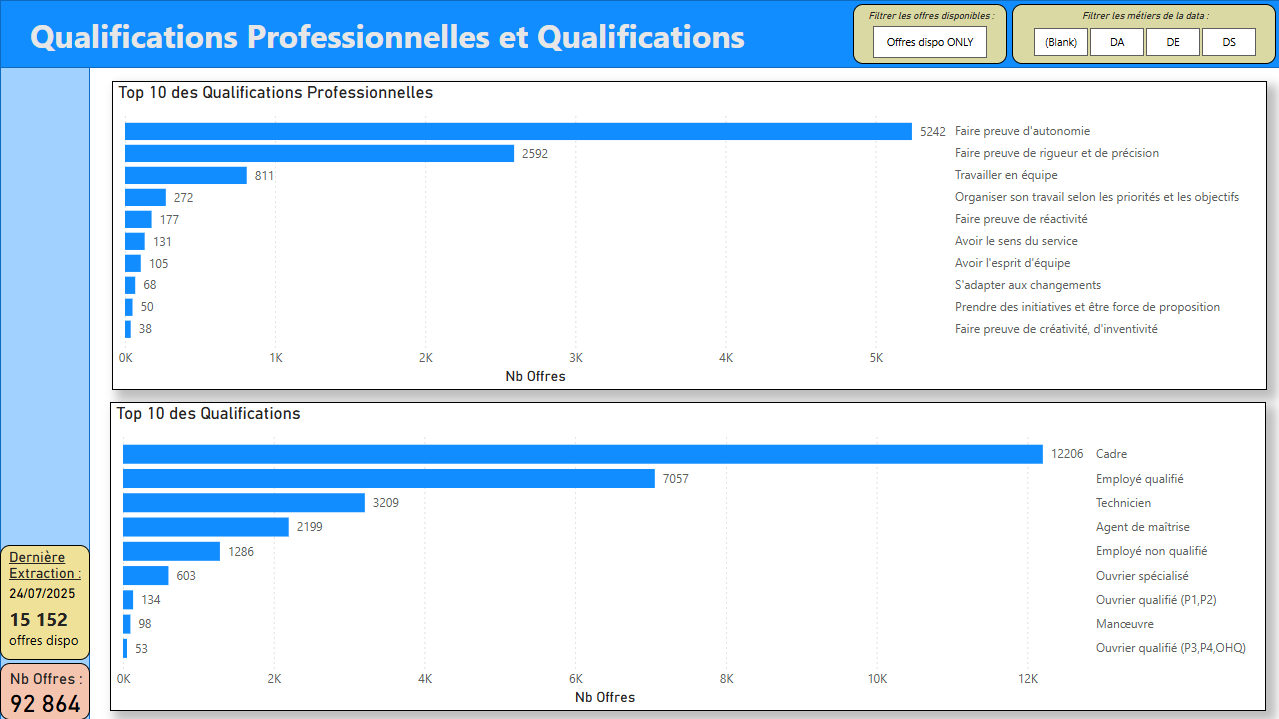 Qualifications Professionnelles et Qualifications
Filtrer les offres disponibles :
Offres dispo ONLY
Filtrer les métiers de la data :
(Blank) DA DE DS
Top 10 des Qualifications Professionnelles
5242 Faire preuve d'autonomie
2592 Faire preuve de rigueur et de précision
811 Travailler en équipe
272 Organiser son travail selon les priorités et les objectifs
177 Faire preuve de réactivité
131 Avoir le sens du service
105 Avoir l'esprit d'équipe
68 S'adapter aux changements
50 Prendre des initiatives et être force de proposition
38 Faire preuve de créativité, d'inventivité
0K 1K 2K 3K 4K 5K
Nb Offres
Top 10 des Qualifications
12206 Cadre
7057 Employé qualifié
3209 Technicien
2199 Agent de maîtrise
1286 Employé non qualifié
603 Ouvrier spécialisé
134 Ouvrier qualifié (P1,P2)
98 Manœuvre
53 Ouvrier qualifié (P3,P4,OHQ)
0K 2K 4K 6K 8K 10K 12K
Nb Offres
Dernière
Extraction :
24/07/2025
15 152
offres dispo
Nb Offres :
92 864